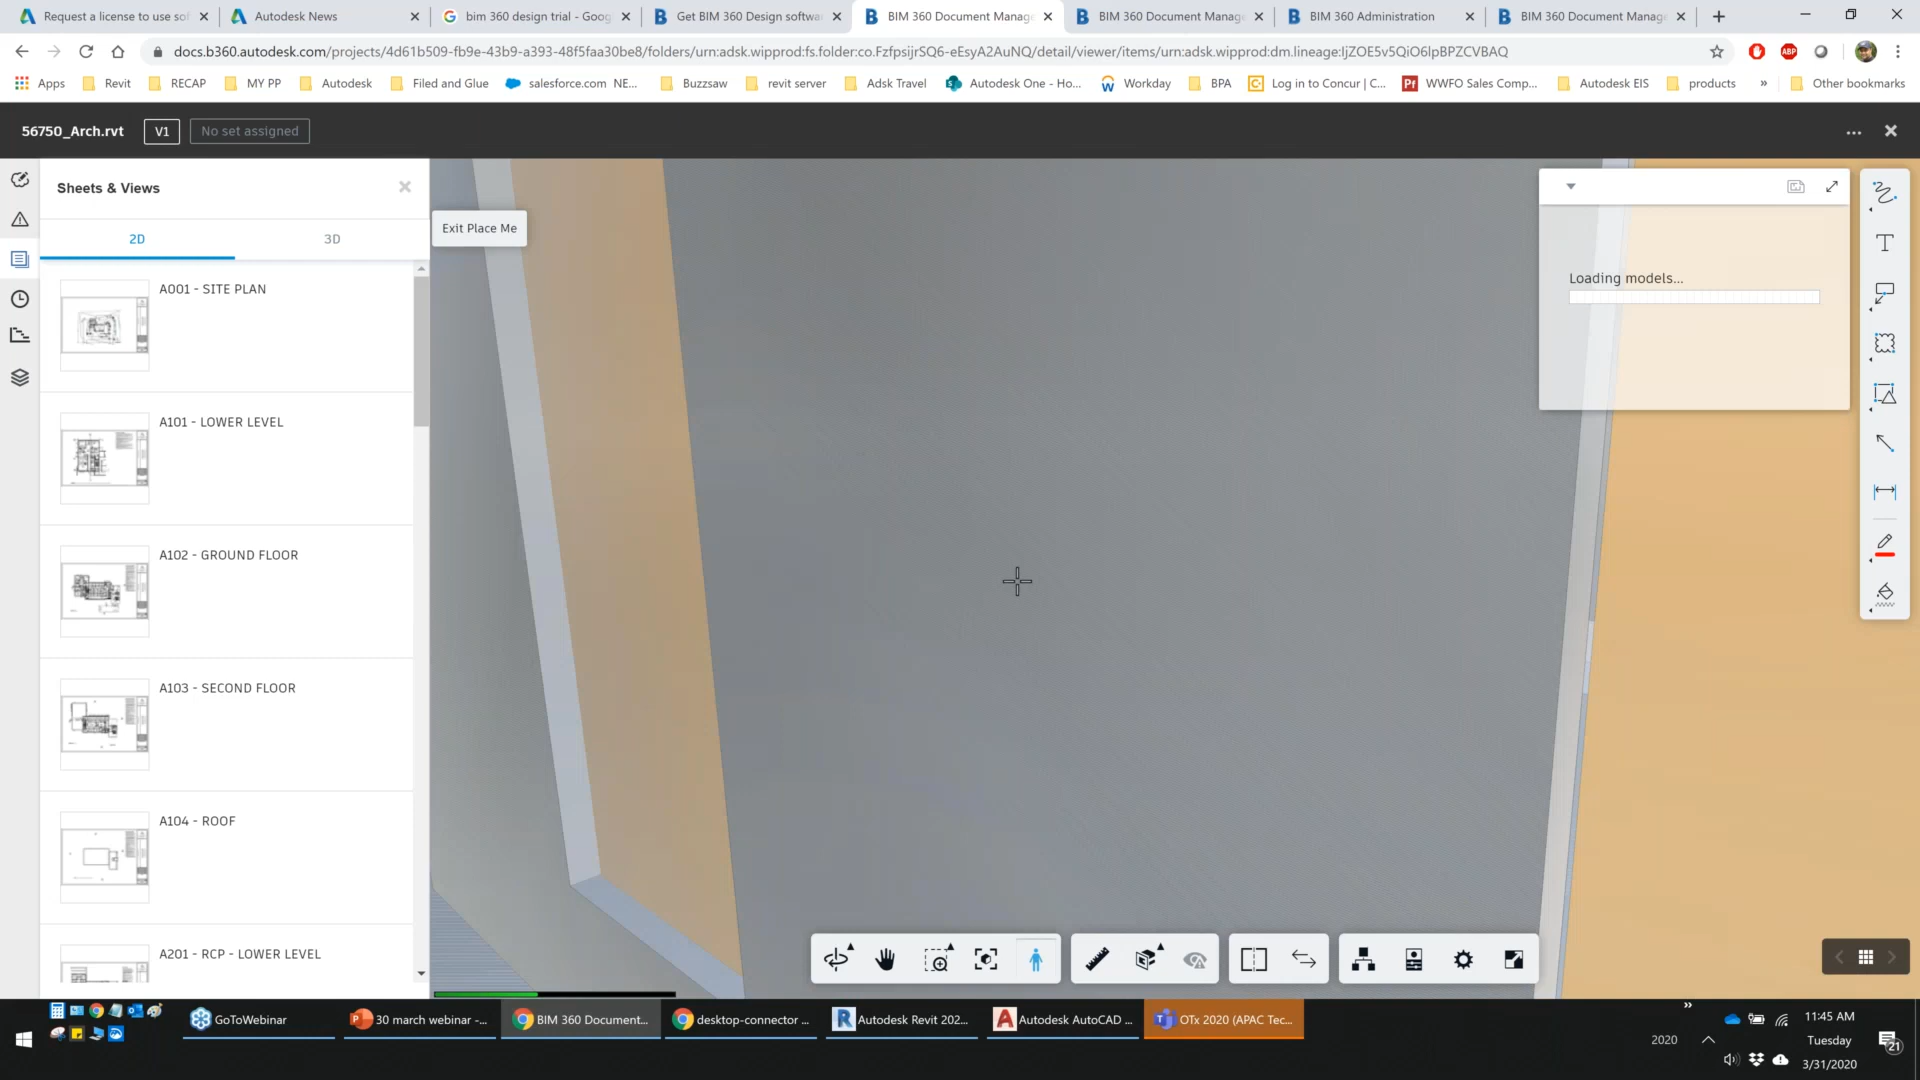 Request a license to use sof
Autodesk News
bim 360 design trial - Goog
Get BIM 360 Design softwa
BIM 360 Document Manage
BIM 360 Document Manage
BIM 360 Administration
BIM 360 Document Manage
docs.b360.autodesk.com/projects/4d61b509-fb9e-43b9-a393-48f5faa30be8/folders/urn:adsk.wipprod:fs.folder:co.FzfpsijrSQ6-eEsyA2AuNQ/detail/viewer/items/urn:adsk.wipprod:dm.lineage:IjZOE5v5QiO6lpBPZCVBAQ
ABP
Apps
Revit
RECAP
MY PP
Autodesk
Filed and Glue
salesforce.com NE...
Buzzsaw
revit server
Adsk Travel
Autodesk One - Ho...
Workday
BPA
Log in to Concur | C...
WWFO Sales Comp...
Autodesk EIS
products
»
Other bookmarks
56750_Arch.rvt
V1
No set assigned
Sheets & Views
2D
3D
Exit Place Me
A001 - SITE PLAN
A101 - LOWER LEVEL
A102 - GROUND FLOOR
A103 - SECOND FLOOR
A104 - ROOF
A201 - RCP - LOWER LEVEL
Loading models...
GoToWebinar
30 march webinar -...
BIM 360 Document...
desktop-connector ...
Autodesk Revit 202...
Autodesk AutoCAD ...
OTx 2020 (APAC Tec...
»
2020
11:45 AM
Tuesday
3/31/2020
21